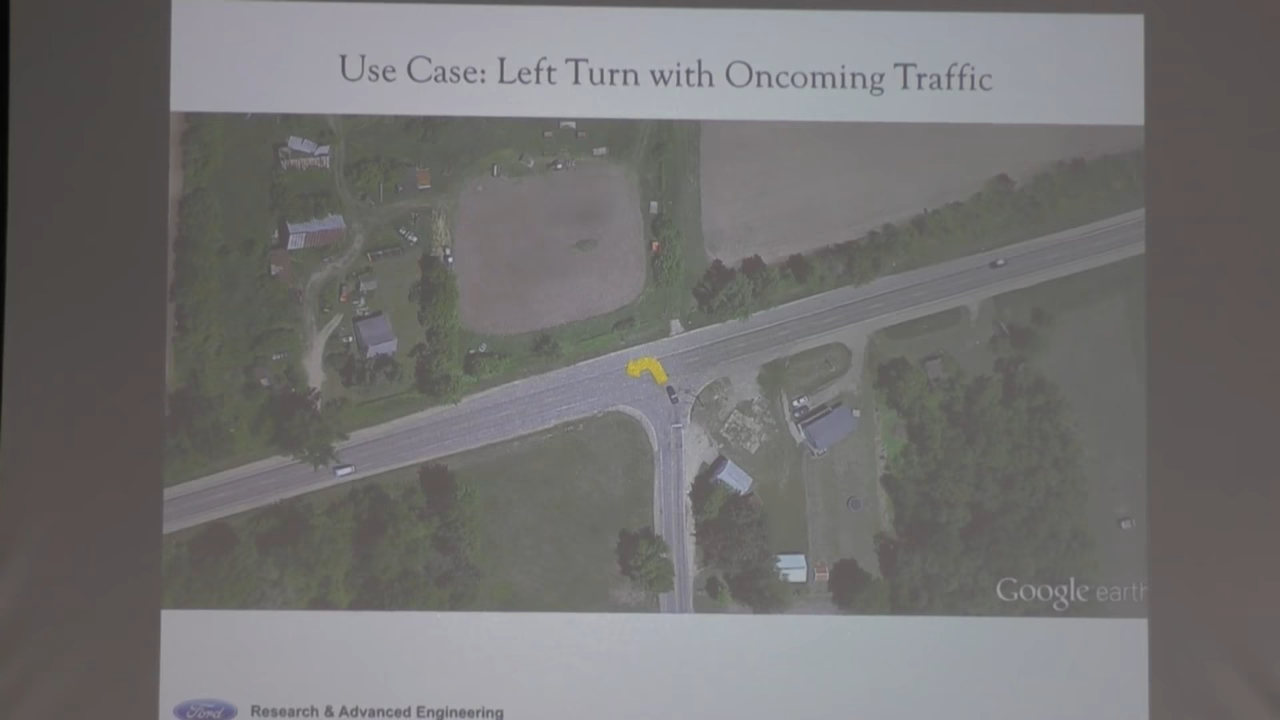 Use Case: Left Turn with Oncoming Traffic
Google earth
Ford
Research & Advanced Engineering